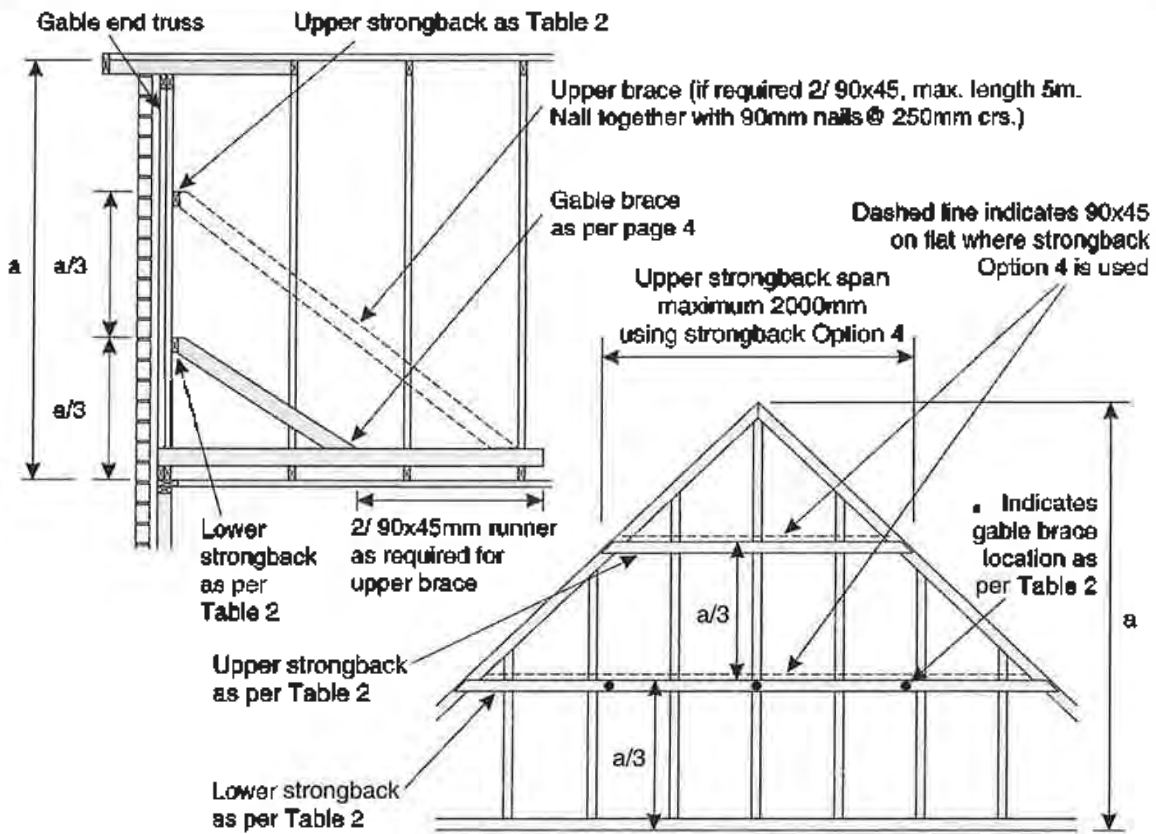 Gable end truss
Upper strongback as Table 2
Upper brace (if required 2/ 90x45, max. length 5m.
Nail together with 90mm nails @ 250mm crs.)
Gable brace
as per page 4
Dashed line indicates 90x45
on flat where strongback
Option 4 is used
Upper strongback span
maximum 2000mm
using strongback Option 4
a
a/3
a/3
Lower
strongback
as per
Table 2
2/ 90x45mm runner
as required for
upper brace
Indicates
gable brace
location as
per Table 2
a/3
a
Upper strongback
as per Table 2
a/3
Lower strongback
as per Table 2